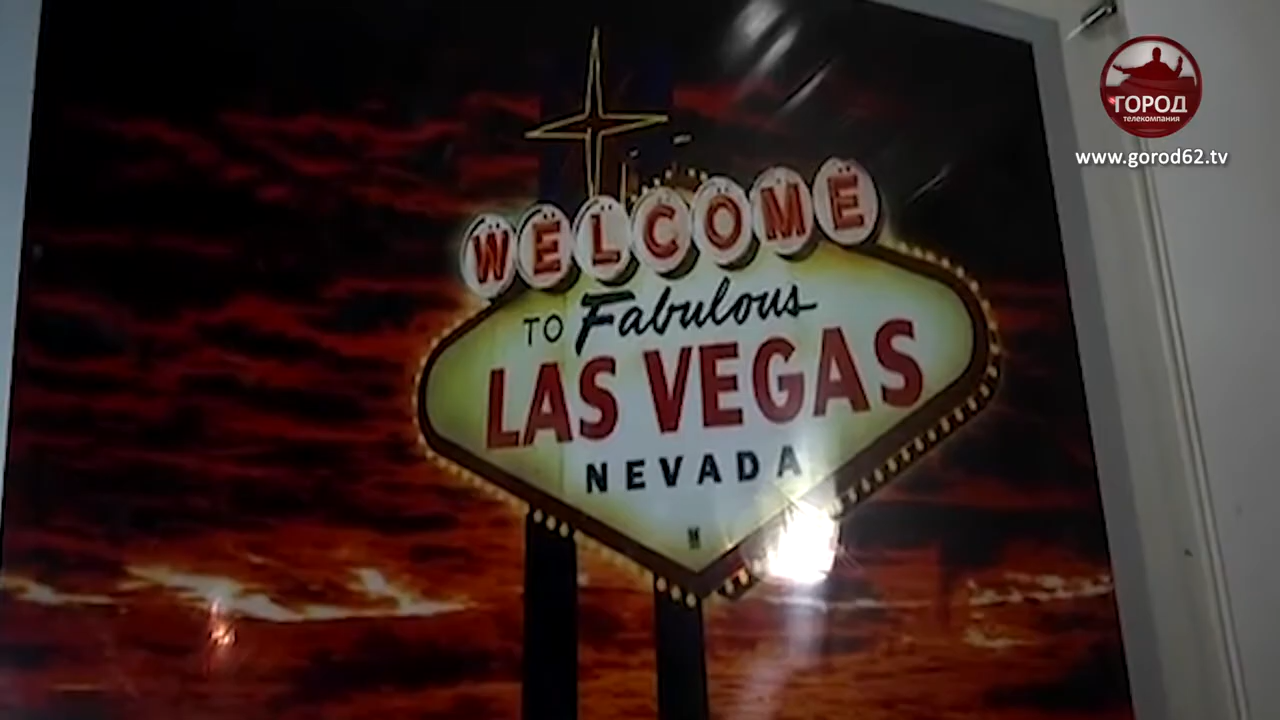 ГОРОД
телекомпания
www.gorod62.tv
WELCOME
TO Fabulous
LAS VEGAS
NEVADA